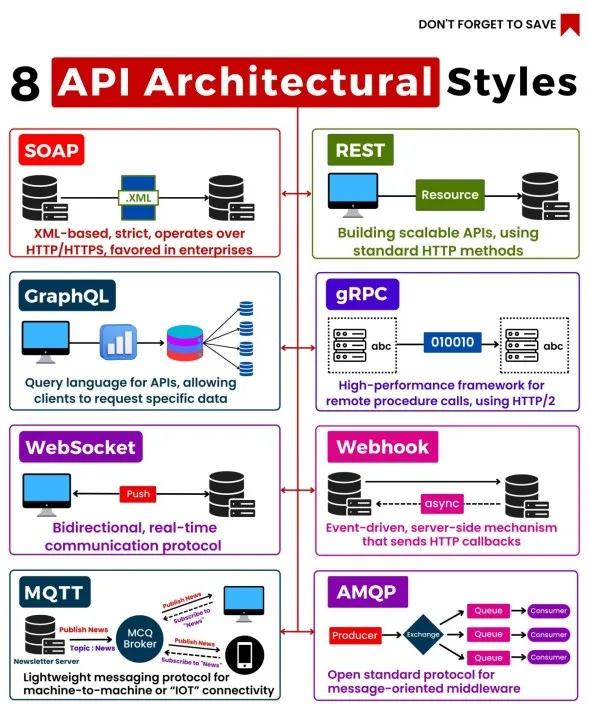 DON'T FORGET TO SAVE
8 API Architectural Styles
SOAP
.XML
XML-based, strict, operates over
HTTP/HTTPS, favored in enterprises
REST
Resource
Building scalable APIs, using
standard HTTP methods
GraphQL
Query language for APIs, allowing
clients to request specific data
gRPC
abc
010010
abc
High-performance framework for
remote procedure calls, using HTTP/2
WebSocket
Push
Bidirectional, real-time
communication protocol
Webhook
async
Event-driven, server-side mechanism
that sends HTTP callbacks
MQTT
Publish News
Topic : News
Newsletter Server
MCQ
Broker
Publish News
Subscribe to
"News"
Publish News
Subscribe to "News"
Lightweight messaging protocol for
machine-to-machine or “IOT” connectivity
AMQP
Producer
Exchange
Queue
Consumer
Queue
Consumer
Queue
Consumer
Open standard protocol for
message-oriented middleware